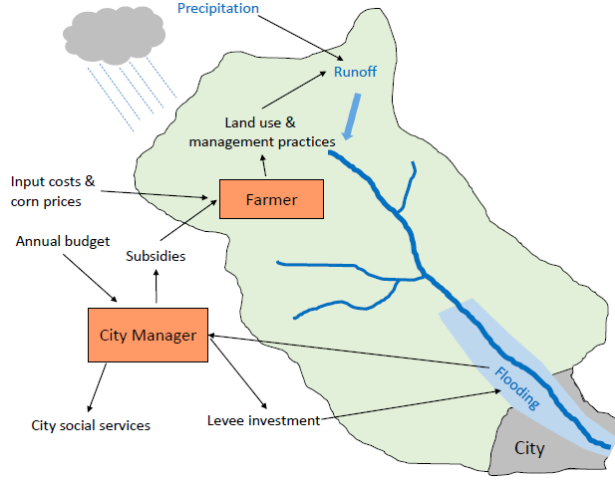 Precipitation
Runoff
Land use &
management practices
Input costs &
corn prices
Farmer
Annual budget
Subsidies
City Manager
Flooding
City social services
Levee investment
City